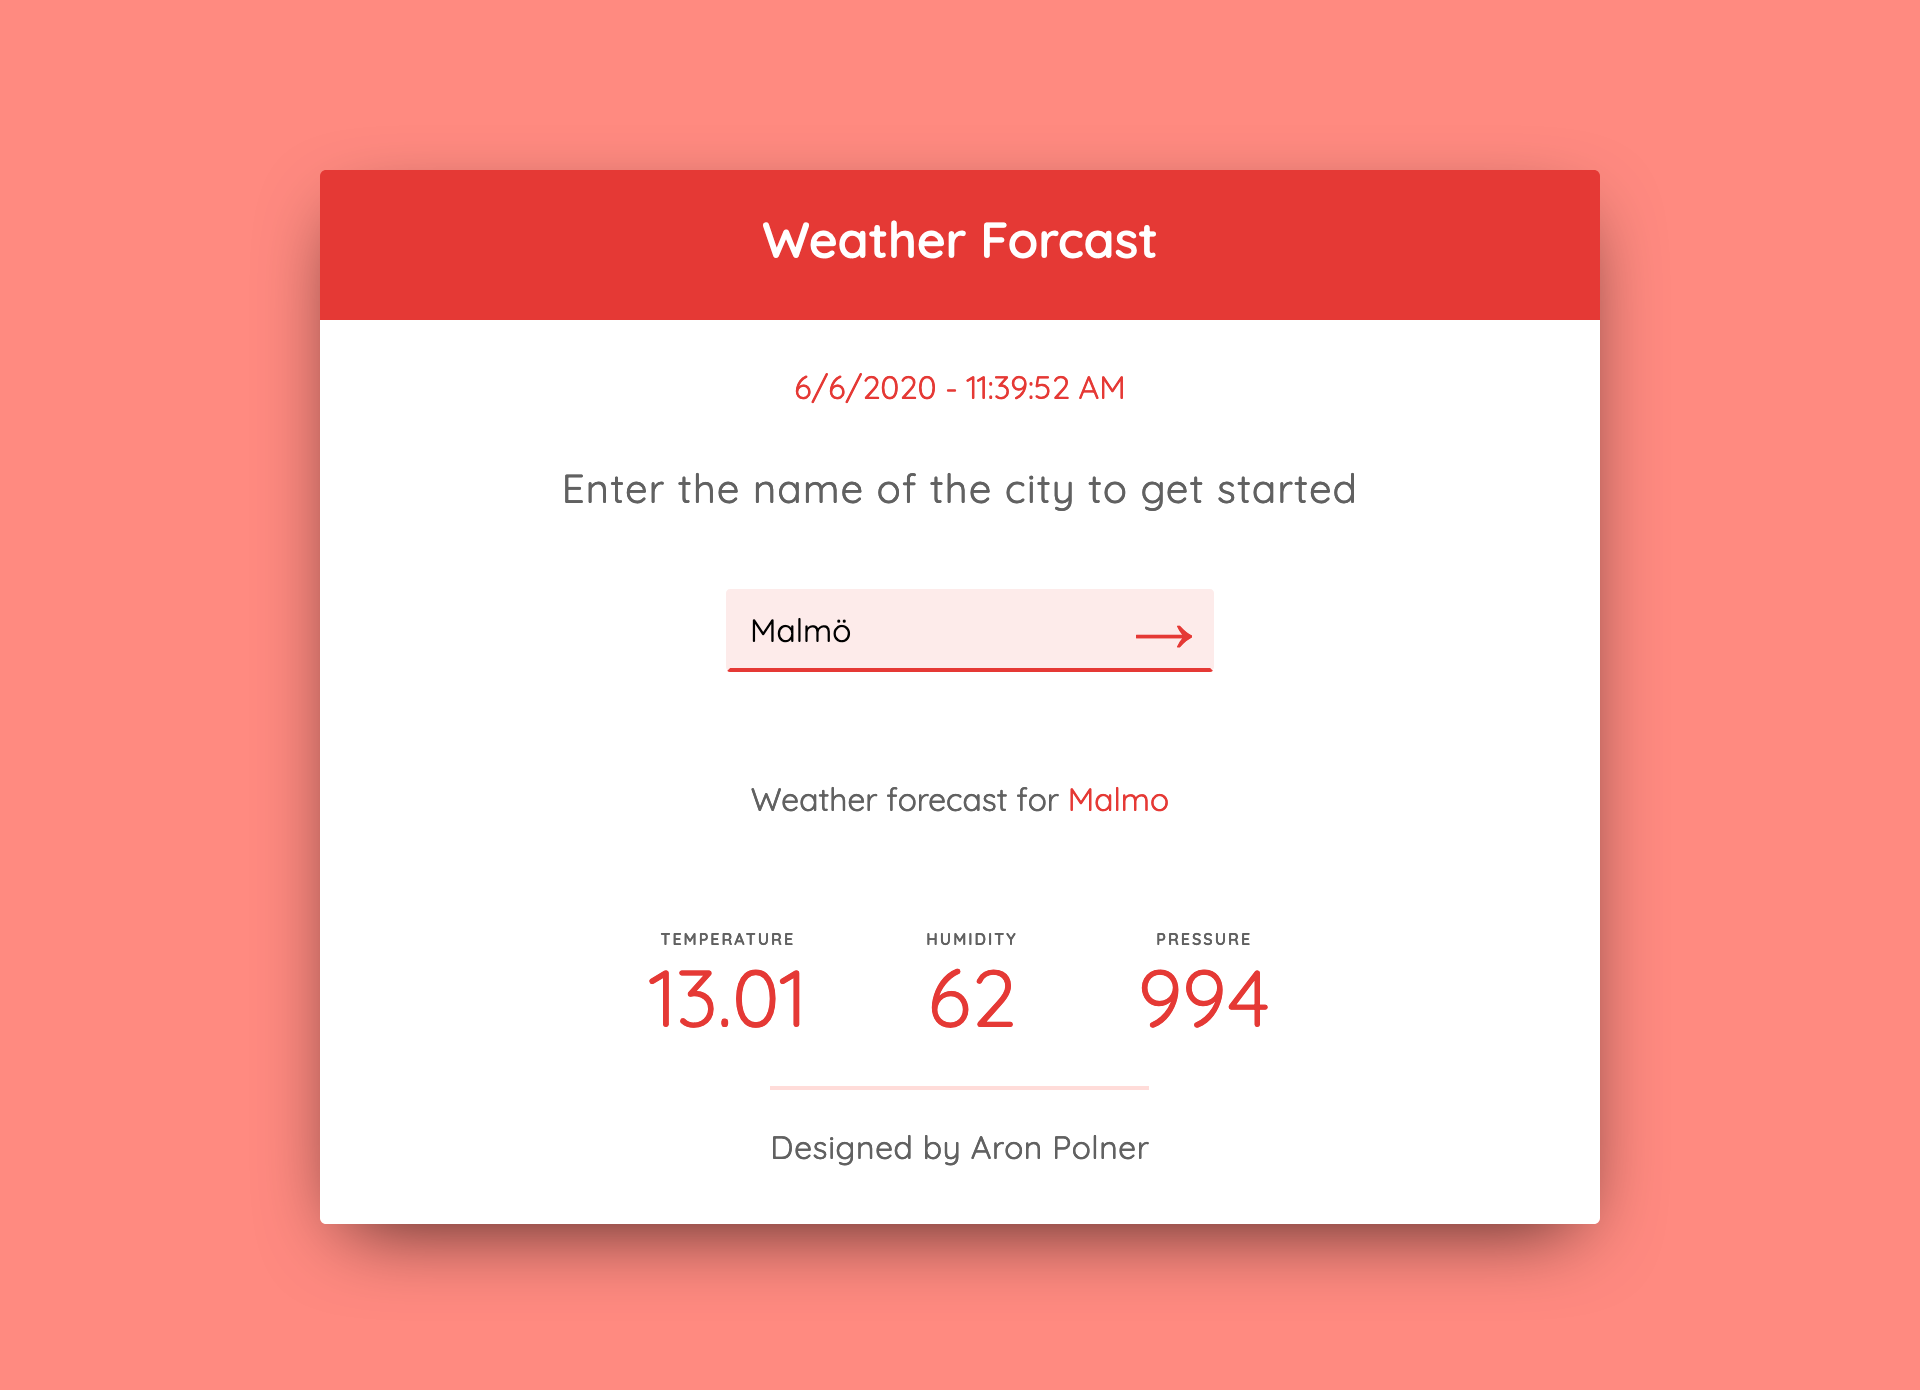 Weather Forcast
6/6/2020 - 11:39:52 AM
Enter the name of the city to get started
Malmö
Weather forecast for Malmo
TEMPERATURE HUMIDITY PRESSURE
13.01 62 994
Designed by Aron Polner